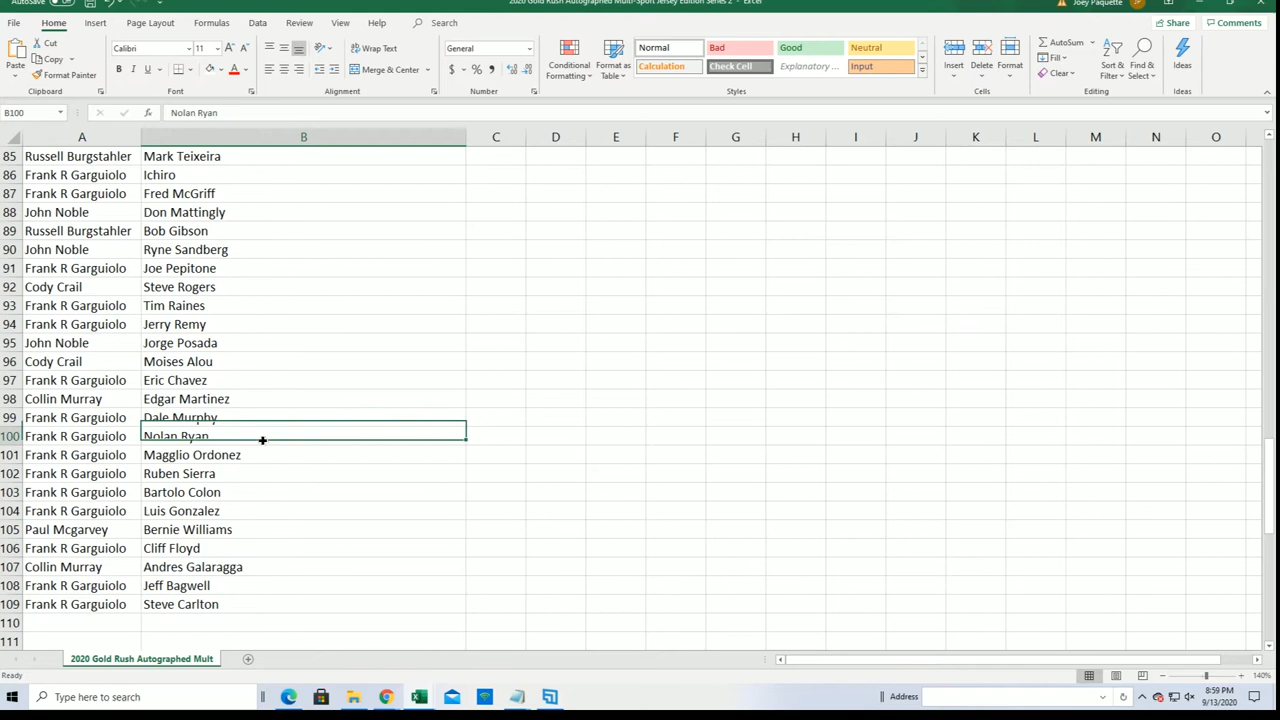 AutoSave Off 2020 Gold Rush Autographed Multi-Sport Jersey Edition Series 2 - Excel Joey Paquette JP
File Home Insert Page Layout Formulas Data Review View Help Search Share Comments
Paste Cut Copy Format Painter Clipboard
Calibri 11 B I U A Font
Wrap Text Merge & Center Alignment
General $ % , Number
Conditional Formatting Format as Table Normal Bad Good Neutral Calculation Check Cell Explanatory ... Input Styles
Insert Delete Format Cells
AutoSum Fill Clear Sort & Filter Find & Select Editing
Ideas Ideas
B100 fx Nolan Ryan
A B C D E F G H I J K L M N O
85 Russell Burgstahler Mark Teixeira
86 Frank R Garguiolo Ichiro
87 Frank R Garguiolo Fred McGriff
88 John Noble Don Mattingly
89 Russell Burgstahler Bob Gibson
90 John Noble Ryne Sandberg
91 Frank R Garguiolo Joe Pepitone
92 Cody Crail Steve Rogers
93 Frank R Garguiolo Tim Raines
94 Frank R Garguiolo Jerry Remy
95 John Noble Jorge Posada
96 Cody Crail Moises Alou
97 Frank R Garguiolo Eric Chavez
98 Collin Murray Edgar Martinez
99 Frank R Garguiolo Dale Murphy
100 Frank R Garguiolo Nolan Ryan
101 Frank R Garguiolo Magglio Ordonez
102 Frank R Garguiolo Ruben Sierra
103 Frank R Garguiolo Bartolo Colon
104 Frank R Garguiolo Luis Gonzalez
105 Paul Mcgarvey Bernie Williams
106 Frank R Garguiolo Cliff Floyd
107 Collin Murray Andres Galaragga
108 Frank R Garguiolo Jeff Bagwell
109 Frank R Garguiolo Steve Carlton
110
111
2020 Gold Rush Autographed Mult
Ready 140%
Type here to search Address 8:59 PM
9/13/2020